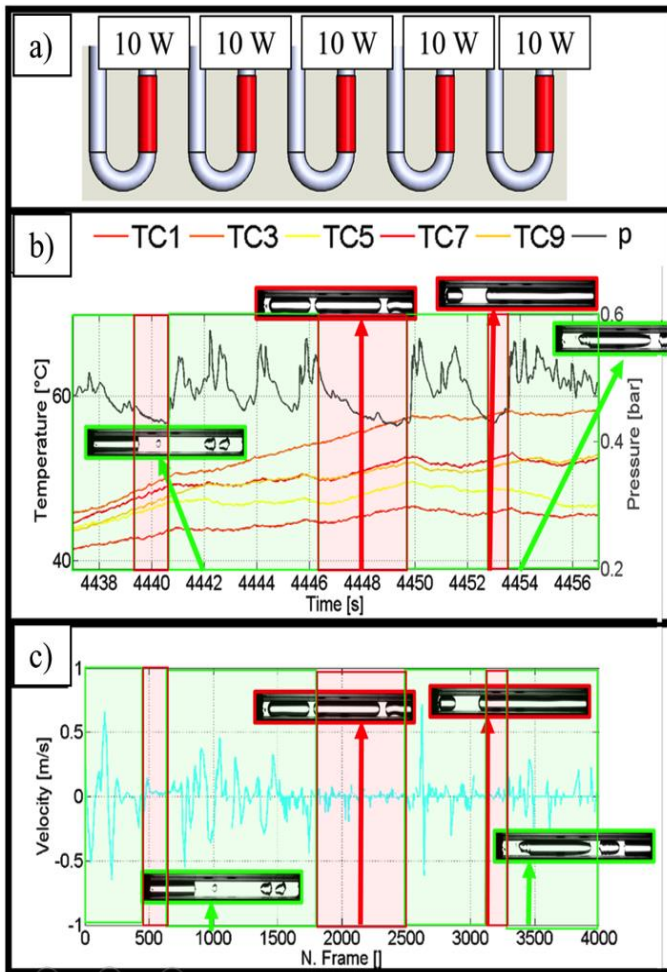 a)
10 W 10 W 10 W 10 W 10 W
b)
TC1 TC3 TC5 TC7 TC9 p
0.6
60
Temperature [°C]
0.4
Pressure [bar]
40
0.2
4438 4440 4442 4444 4446 4448 4450 4452 4454 4456
Time [s]
c)
1
0.5
Velocity [m/s]
0
-0.5
-1
0 500 1000 1500 2000 2500 3000 3500 4000
N. Frame []